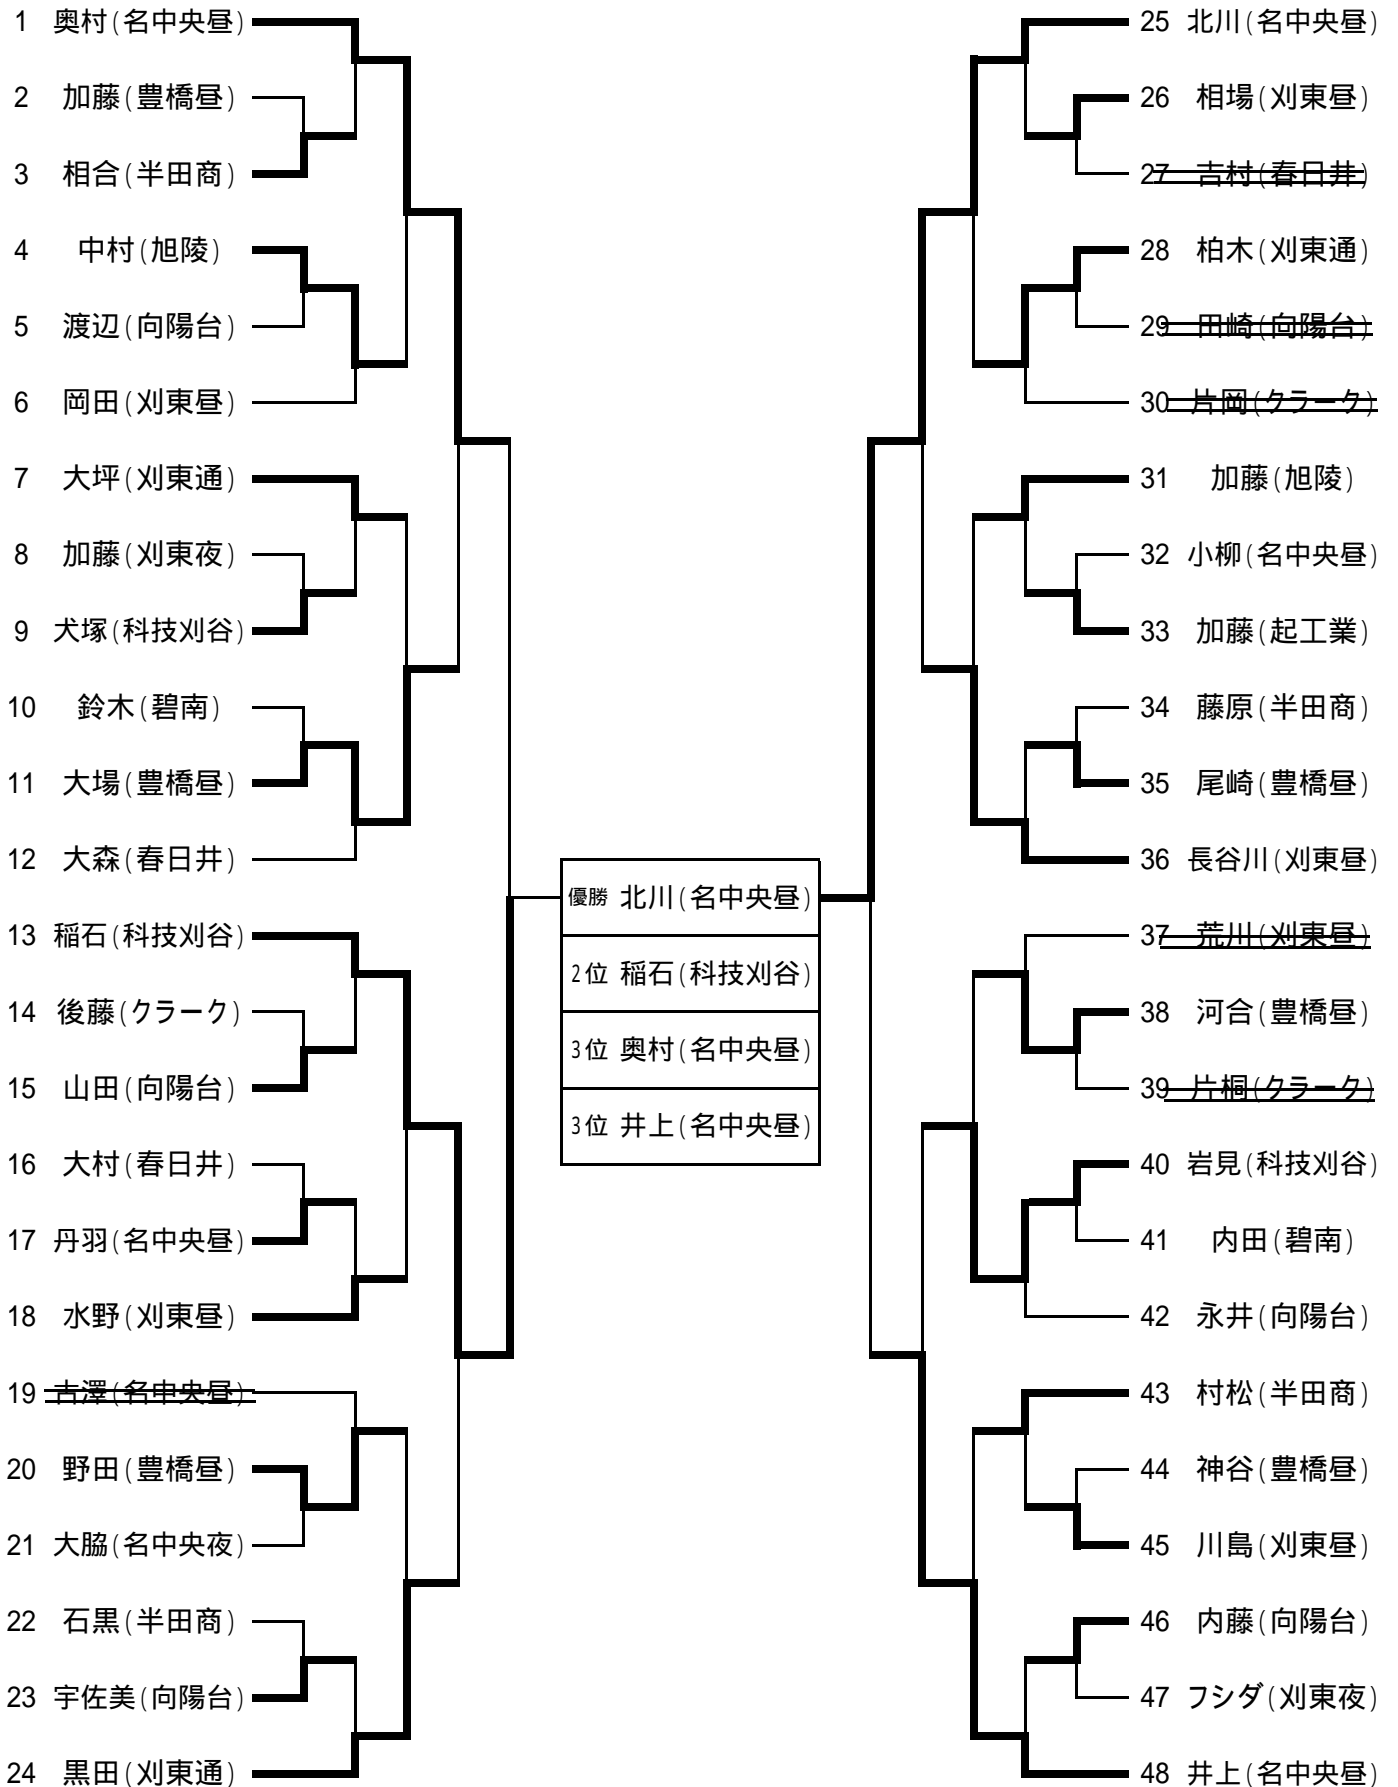 1 奥村(名中央昼)
2 加藤(豊橋昼)
3 相合(半田商)
4 中村(旭陵)
5 渡辺(向陽台)
6 岡田(刈東昼)
7 大坪(刈東通)
8 加藤(刈東夜)
9 犬塚(科技刈谷)
10 鈴木(碧南)
11 大場(豊橋昼)
12 大森(春日井)
13 稲石(科技刈谷)
14 後藤(クラーク)
15 山田(向陽台)
16 大村(春日井)
17 丹羽(名中央昼)
18 水野(刈東昼)
19 古澤(名中央昼)
20 野田(豊橋昼)
21 大脇(名中央夜)
22 石黒(半田商)
23 宇佐美(向陽台)
24 黒田(刈東通)
優勝 北川(名中央昼)
2位 稲石(科技刈谷)
3位 奥村(名中央昼)
3位 井上(名中央昼)
25 北川(名中央昼)
26 相場(刈東昼)
27 吉村(春日井)
28 柏木(刈東通)
29 田崎(向陽台)
30 片岡(クラーク)
31 加藤(旭陵)
32 小柳(名中央昼)
33 加藤(起工業)
34 藤原(半田商)
35 尾崎(豊橋昼)
36 長谷川(刈東昼)
37 荒川(刈東昼)
38 河合(豊橋昼)
39 片桐(クラーク)
40 岩見(科技刈谷)
41 内田(碧南)
42 永井(向陽台)
43 村松(半田商)
44 神谷(豊橋昼)
45 川島(刈東昼)
46 内藤(向陽台)
47 フシダ(刈東夜)
48 井上(名中央昼)